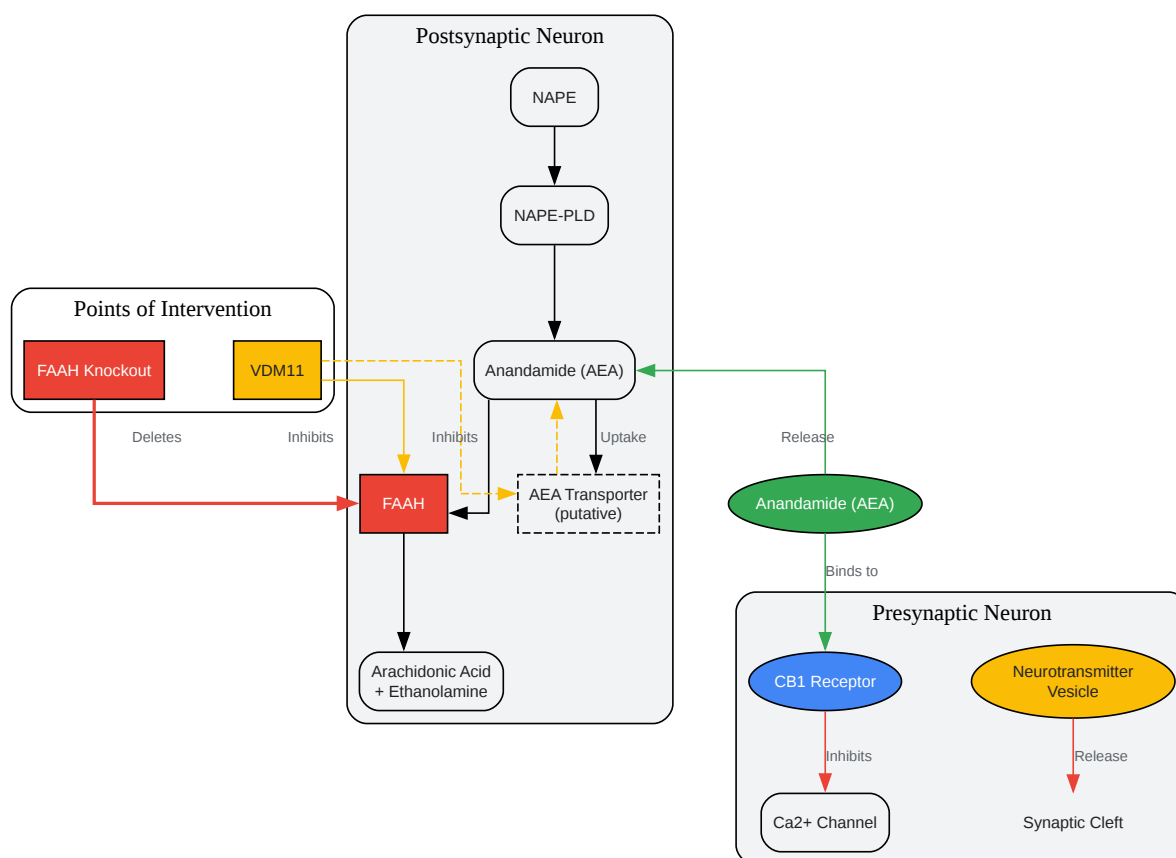 Postsynaptic Neuron
NAPE
NAPE-PLD
Points of Intervention
FAAH Knockout
VDM11
Anandamide (AEA)
Deletes
Inhibits
Inhibits
Uptake
Release
FAAH
AEA Transporter
(putative)
Anandamide (AEA)
Binds to
Presynaptic Neuron
Arachidonic Acid
+ Ethanolamine
CB1 Receptor
Neurotransmitter
Vesicle
Inhibits
Release
Ca2+ Channel
Synaptic Cleft